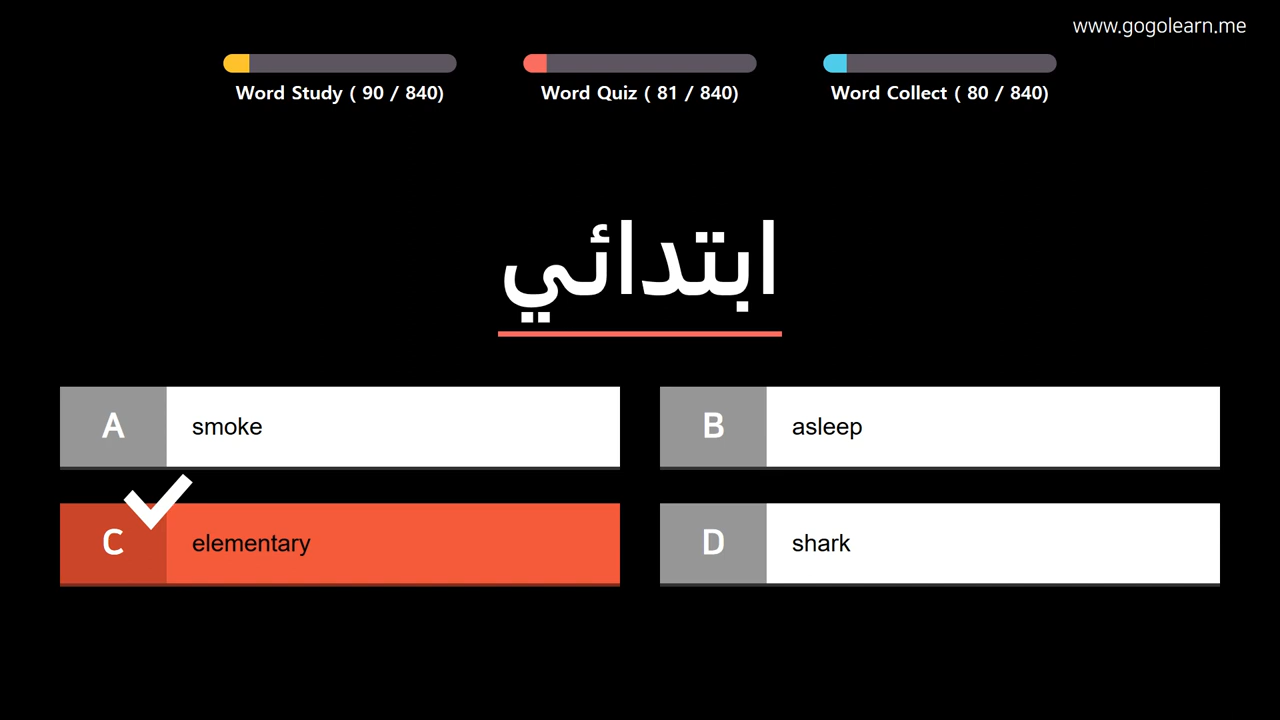 www.gogolearn.me
Word Study ( 90 / 840)
Word Quiz ( 81 / 840)
Word Collect ( 80 / 840)
ابتدائي
A smoke
B asleep
C elementary
D shark